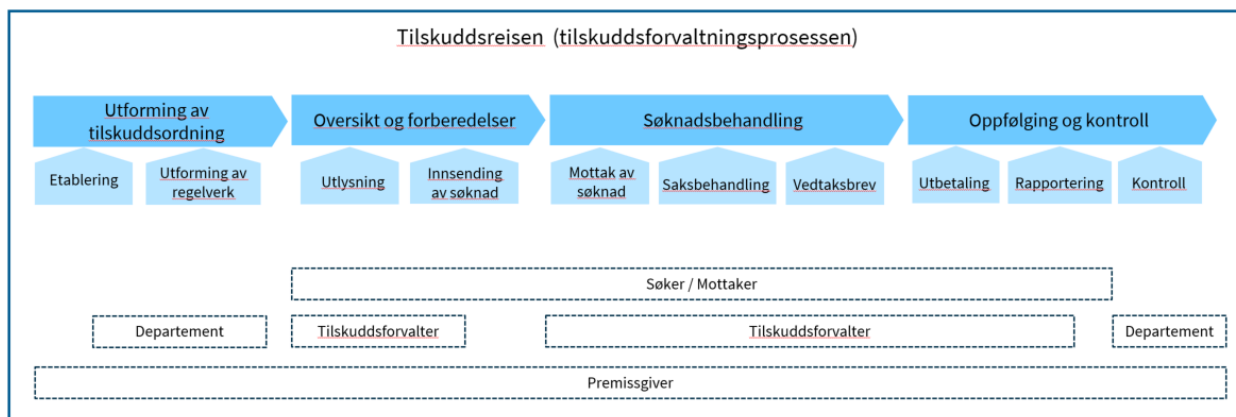 Tilskuddsreisen (tilskuddsforvaltningsprosessen)
Utforming av
tilskuddsordning
Oversikt og forberedelser
Søknadsbehandling
Oppfølging og kontroll
Etablering
Utforming av
regelverk
Utlysning
Innsending
av søknad
Mottak av
søknad
Saksbehandling
Vedtaksbrev
Utbetaling
Rapportering
Kontroll
Søker / Mottaker
Departement
Tilskuddsforvalter
Tilskuddsforvalter
Departement
Premissgiver